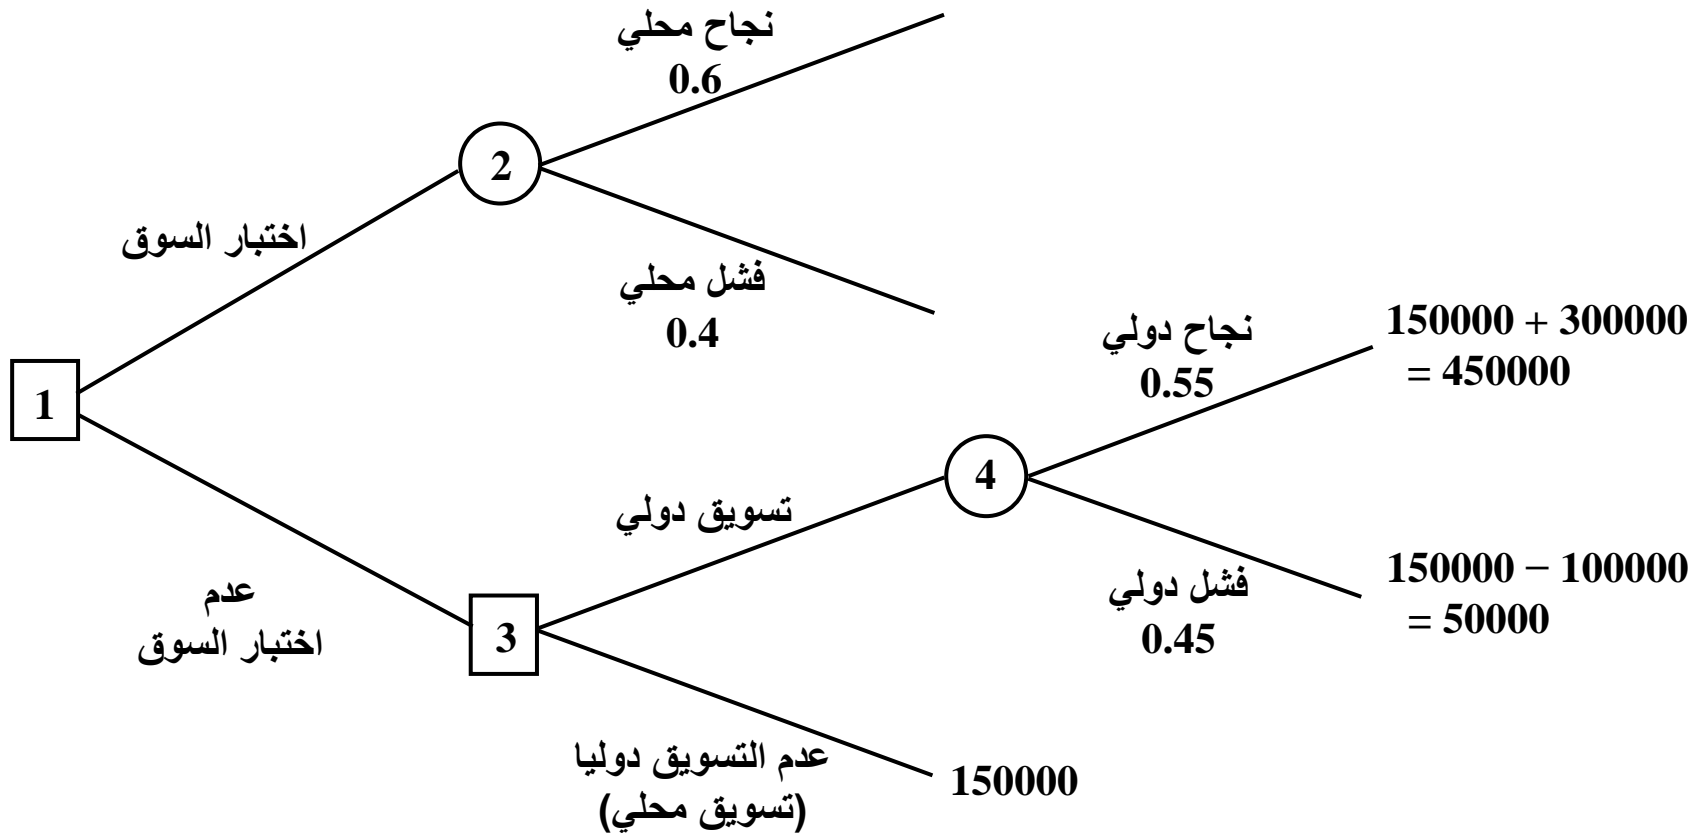 نجاح محلي
0.6
2
اختبار السوق
فشل محلي
0.4
1
نجاح دولي
0.55
150000 + 300000
= 450000
4
تسويق دولي
فشل دولي
0.45
150000 – 100000
= 50000
عدم
اختبار السوق
3
عدم التسويق دوليا
(تسويق محلي)
150000